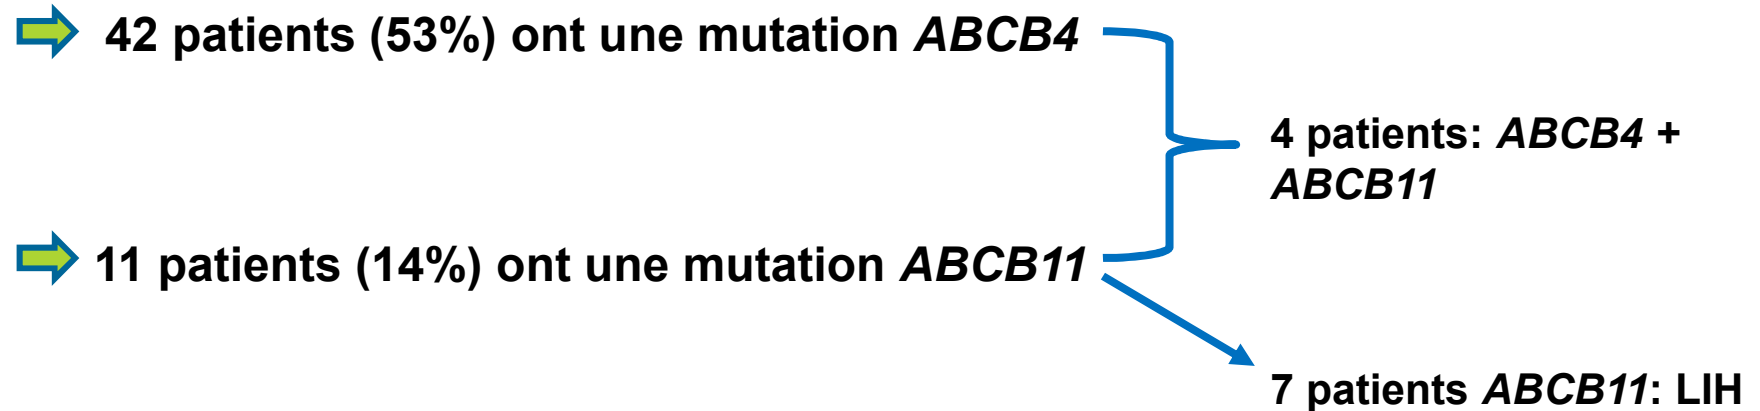 42 patients (53%) ont une mutation ABCB4
4 patients: ABCB4 +
ABCB11
11 patients (14%) ont une mutation ABCB11
7 patients ABCB11: LIH